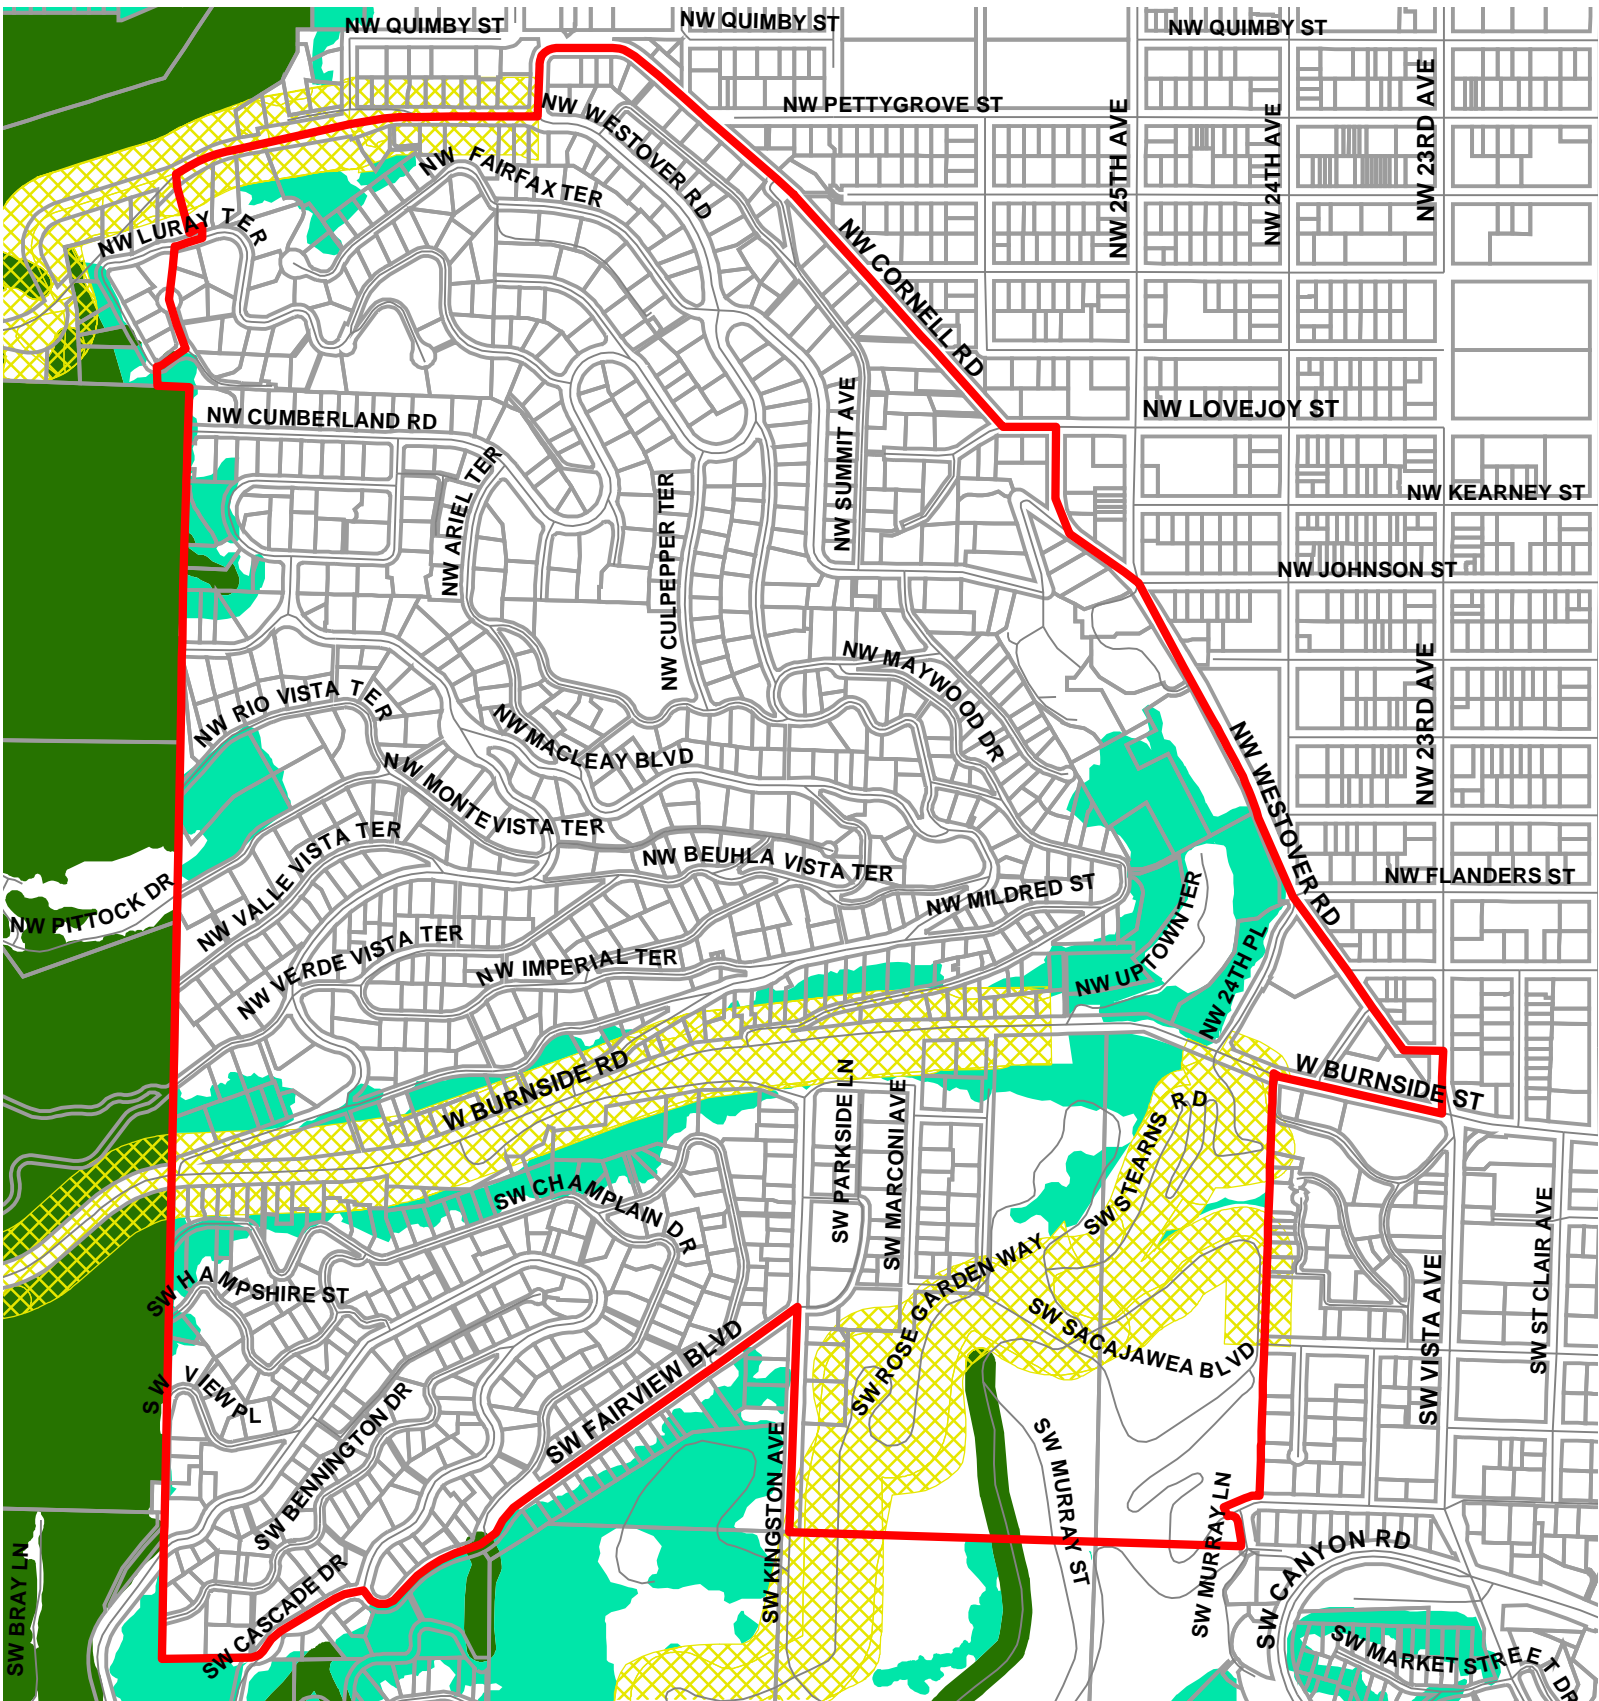 NW QUIMBY ST
NW QUIMBY ST
NW QUIMBY ST
NW PETTYGROVE ST
NW WESTOVER RD
NW FAIRFAX TER
NW 25TH AVE
NW 24TH AVE
NW 23RD AVE
NW LURAY TER
NW CORNELL RD
NW CUMBERLAND RD
NW LOVEJOY ST
NW SUMMIT AVE
NW ARIEL TER
NW CULPEPPER TER
NW KEARNEY ST
NW JOHNSON ST
NW MAYWOOD DR
NW RIO VISTA TER
NW MACLEAY BLVD
NW 23RD AVE
NW WESTOVER RD
NW MONTE VISTA TER
NW VALLE VISTA TER
NW BEUHLA VISTA TER
NW FLANDERS ST
NW PITTOCK DR
NW MILDRED ST
NW VERDE VISTA TER
NW IMPERIAL TER
NW UPTOWN TER
NW 24TH PL
W BURNSIDE RD
W BURNSIDE ST
SW PARKSIDE LN
SW MARCONI AVE
SW STEARNS RD
SW CHAMPLAIN DR
SW HAMPSHIRE ST
SW ROSE GARDEN WAY
SW SACAJAWEA BLVD
SW VISTA AVE
SW ST CLAIR AVE
SW VIEW PL
SW FAIRVIEW BLVD
SW BENNINGTON DR
SW KINGSTON AVE
SW MURRAY ST
SW MURRAY LN
SW CANYON RD
SW BRAY LN
SW CASCADE DR
SW MARKET STREET DR